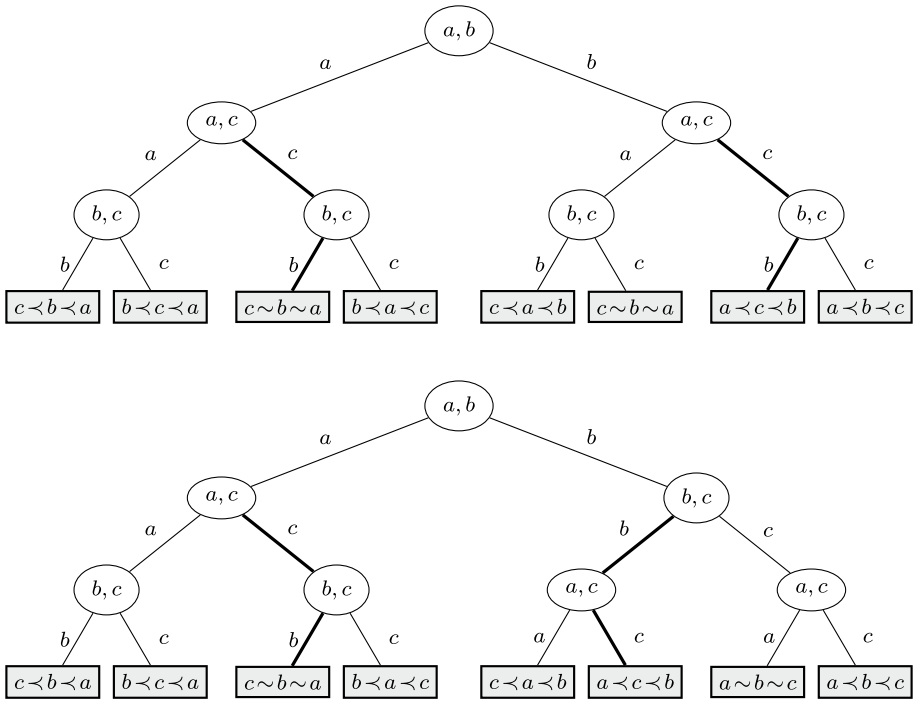 a, b
a b
a, c a, c
a c a c
b, c b, c b, c b, c
b c b c b c b c
c≺b≺a b≺c≺a c∼b∼a b≺a≺c c≺a≺b c∼b∼a a≺c≺b a≺b≺c
a, b
a b
a, c b, c
a c b c
b, c b, c a, c a, c
b c b c a c a c
c≺b≺a b≺c≺a c∼b∼a b≺a≺c c≺a≺b a≺c≺b a∼b∼c a≺b≺c